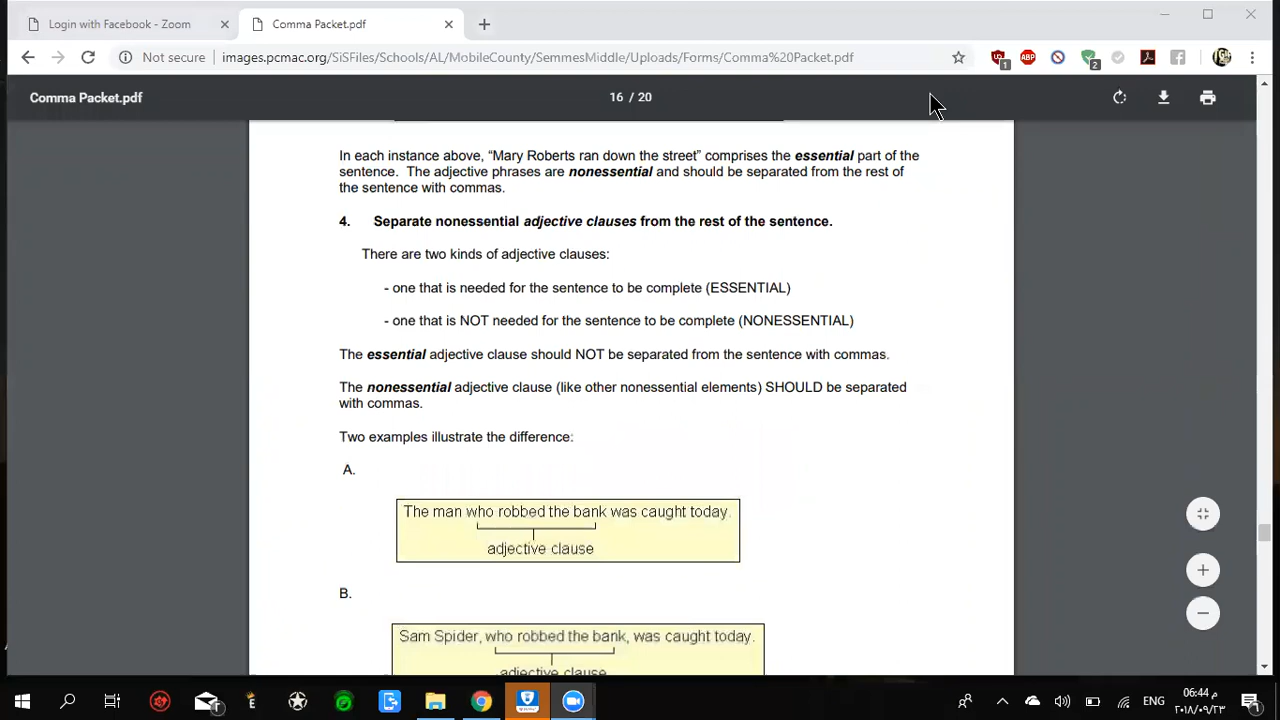 Login with Facebook - Zoom
Comma Packet.pdf
Not secure
images.pcmac.org/SiSFiles/Schools/AL/MobileCounty/SemmesMiddle/Uploads/Forms/Comma%20Packet.pdf
1
ABP
2
Comma Packet.pdf
16 / 20
In each instance above, “Mary Roberts ran down the street” comprises the essential part of the
sentence. The adjective phrases are nonessential and should be separated from the rest of
the sentence with commas.
4. Separate nonessential adjective clauses from the rest of the sentence.
There are two kinds of adjective clauses:
- one that is needed for the sentence to be complete (ESSENTIAL)
- one that is NOT needed for the sentence to be complete (NONESSENTIAL)
The essential adjective clause should NOT be separated from the sentence with commas.
The nonessential adjective clause (like other nonessential elements) SHOULD be separated
with commas.
Two examples illustrate the difference:
A.
The man who robbed the bank was caught today.
adjective clause
B.
Sam Spider, who robbed the bank, was caught today.
adjective clause
ENG
06:44 م
٢٠١٨/٠٩/٢٣